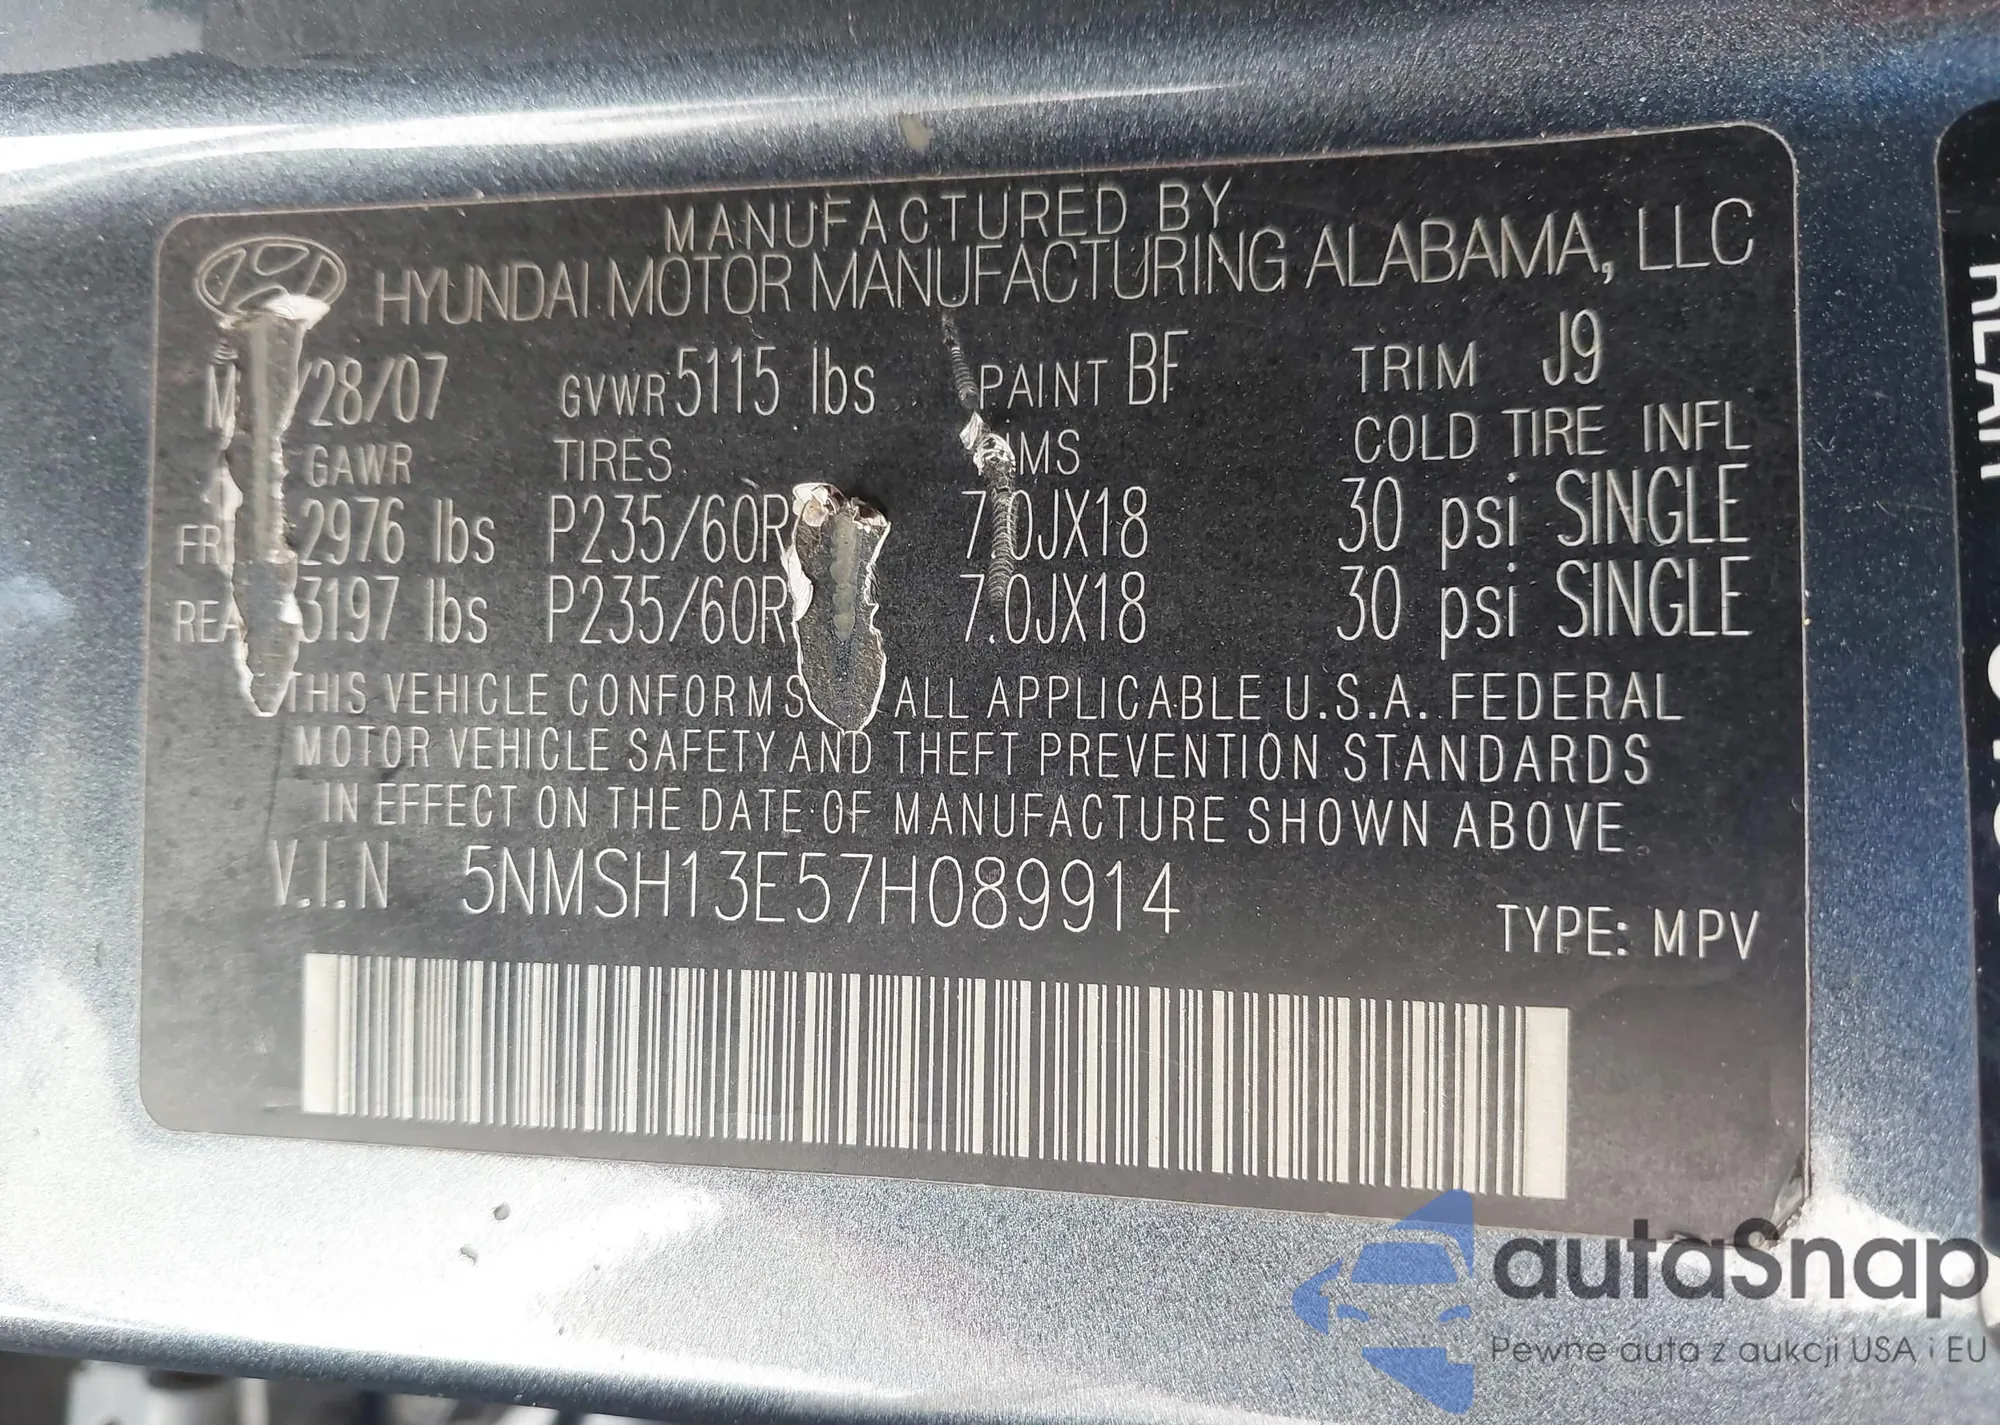 MANUFACTURED BY
HYUNDAI MOTOR MANUFACTURING ALABAMA, LLC
/28/07 GVWR 5115 lbs PAINT BF TRIM J9
GAWR TIRES COLD TIRE INFL
2976 lbs P235/60R 7.0JX18 30 psi SINGLE
3197 lbs P235/60R 7.0JX18 30 psi SINGLE
THIS VEHICLE CONFORMS ALL APPLICABLE U.S.A. FEDERAL
MOTOR VEHICLE SAFETY AND THEFT PREVENTION STANDARDS
IN EFFECT ON THE DATE OF MANUFACTURE SHOWN ABOVE
V.I.N 5NMSH13E57H089914
TYPE: MPV
autaSnap
Pewne auta z aukcji USA i EU